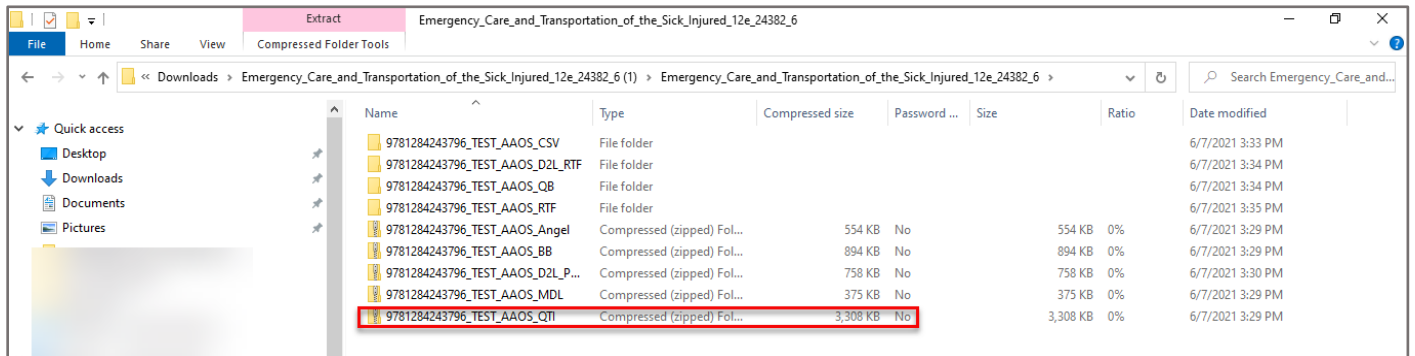 Extract Emergency_Care_and_Transportation_of_the_Sick_Injured_12e_24382_6
File Home Share View Compressed Folder Tools
« Downloads > Emergency_Care_and_Transportation_of_the_Sick_Injured_12e_24382_6 (1) > Emergency_Care_and_Transportation_of_the_Sick_Injured_12e_24382_6 > Search Emergency_Care_and...
Quick access
Desktop
Downloads
Documents
Pictures
Name Type Compressed size Password ... Size Ratio Date modified
9781284243796_TEST_AAOS_CSV File folder 6/7/2021 3:33 PM
9781284243796_TEST_AAOS_D2L_RTF File folder 6/7/2021 3:34 PM
9781284243796_TEST_AAOS_QB File folder 6/7/2021 3:34 PM
9781284243796_TEST_AAOS_RTF File folder 6/7/2021 3:35 PM
9781284243796_TEST_AAOS_Angel Compressed (zipped) Fol... 554 KB No 554 KB 0% 6/7/2021 3:29 PM
9781284243796_TEST_AAOS_BB Compressed (zipped) Fol... 894 KB No 894 KB 0% 6/7/2021 3:29 PM
9781284243796_TEST_AAOS_D2L_P... Compressed (zipped) Fol... 758 KB No 758 KB 0% 6/7/2021 3:30 PM
9781284243796_TEST_AAOS_MDL Compressed (zipped) Fol... 375 KB No 375 KB 0% 6/7/2021 3:29 PM
9781284243796_TEST_AAOS_QTI Compressed (zipped) Fol... 3,308 KB No 3,308 KB 0% 6/7/2021 3:29 PM